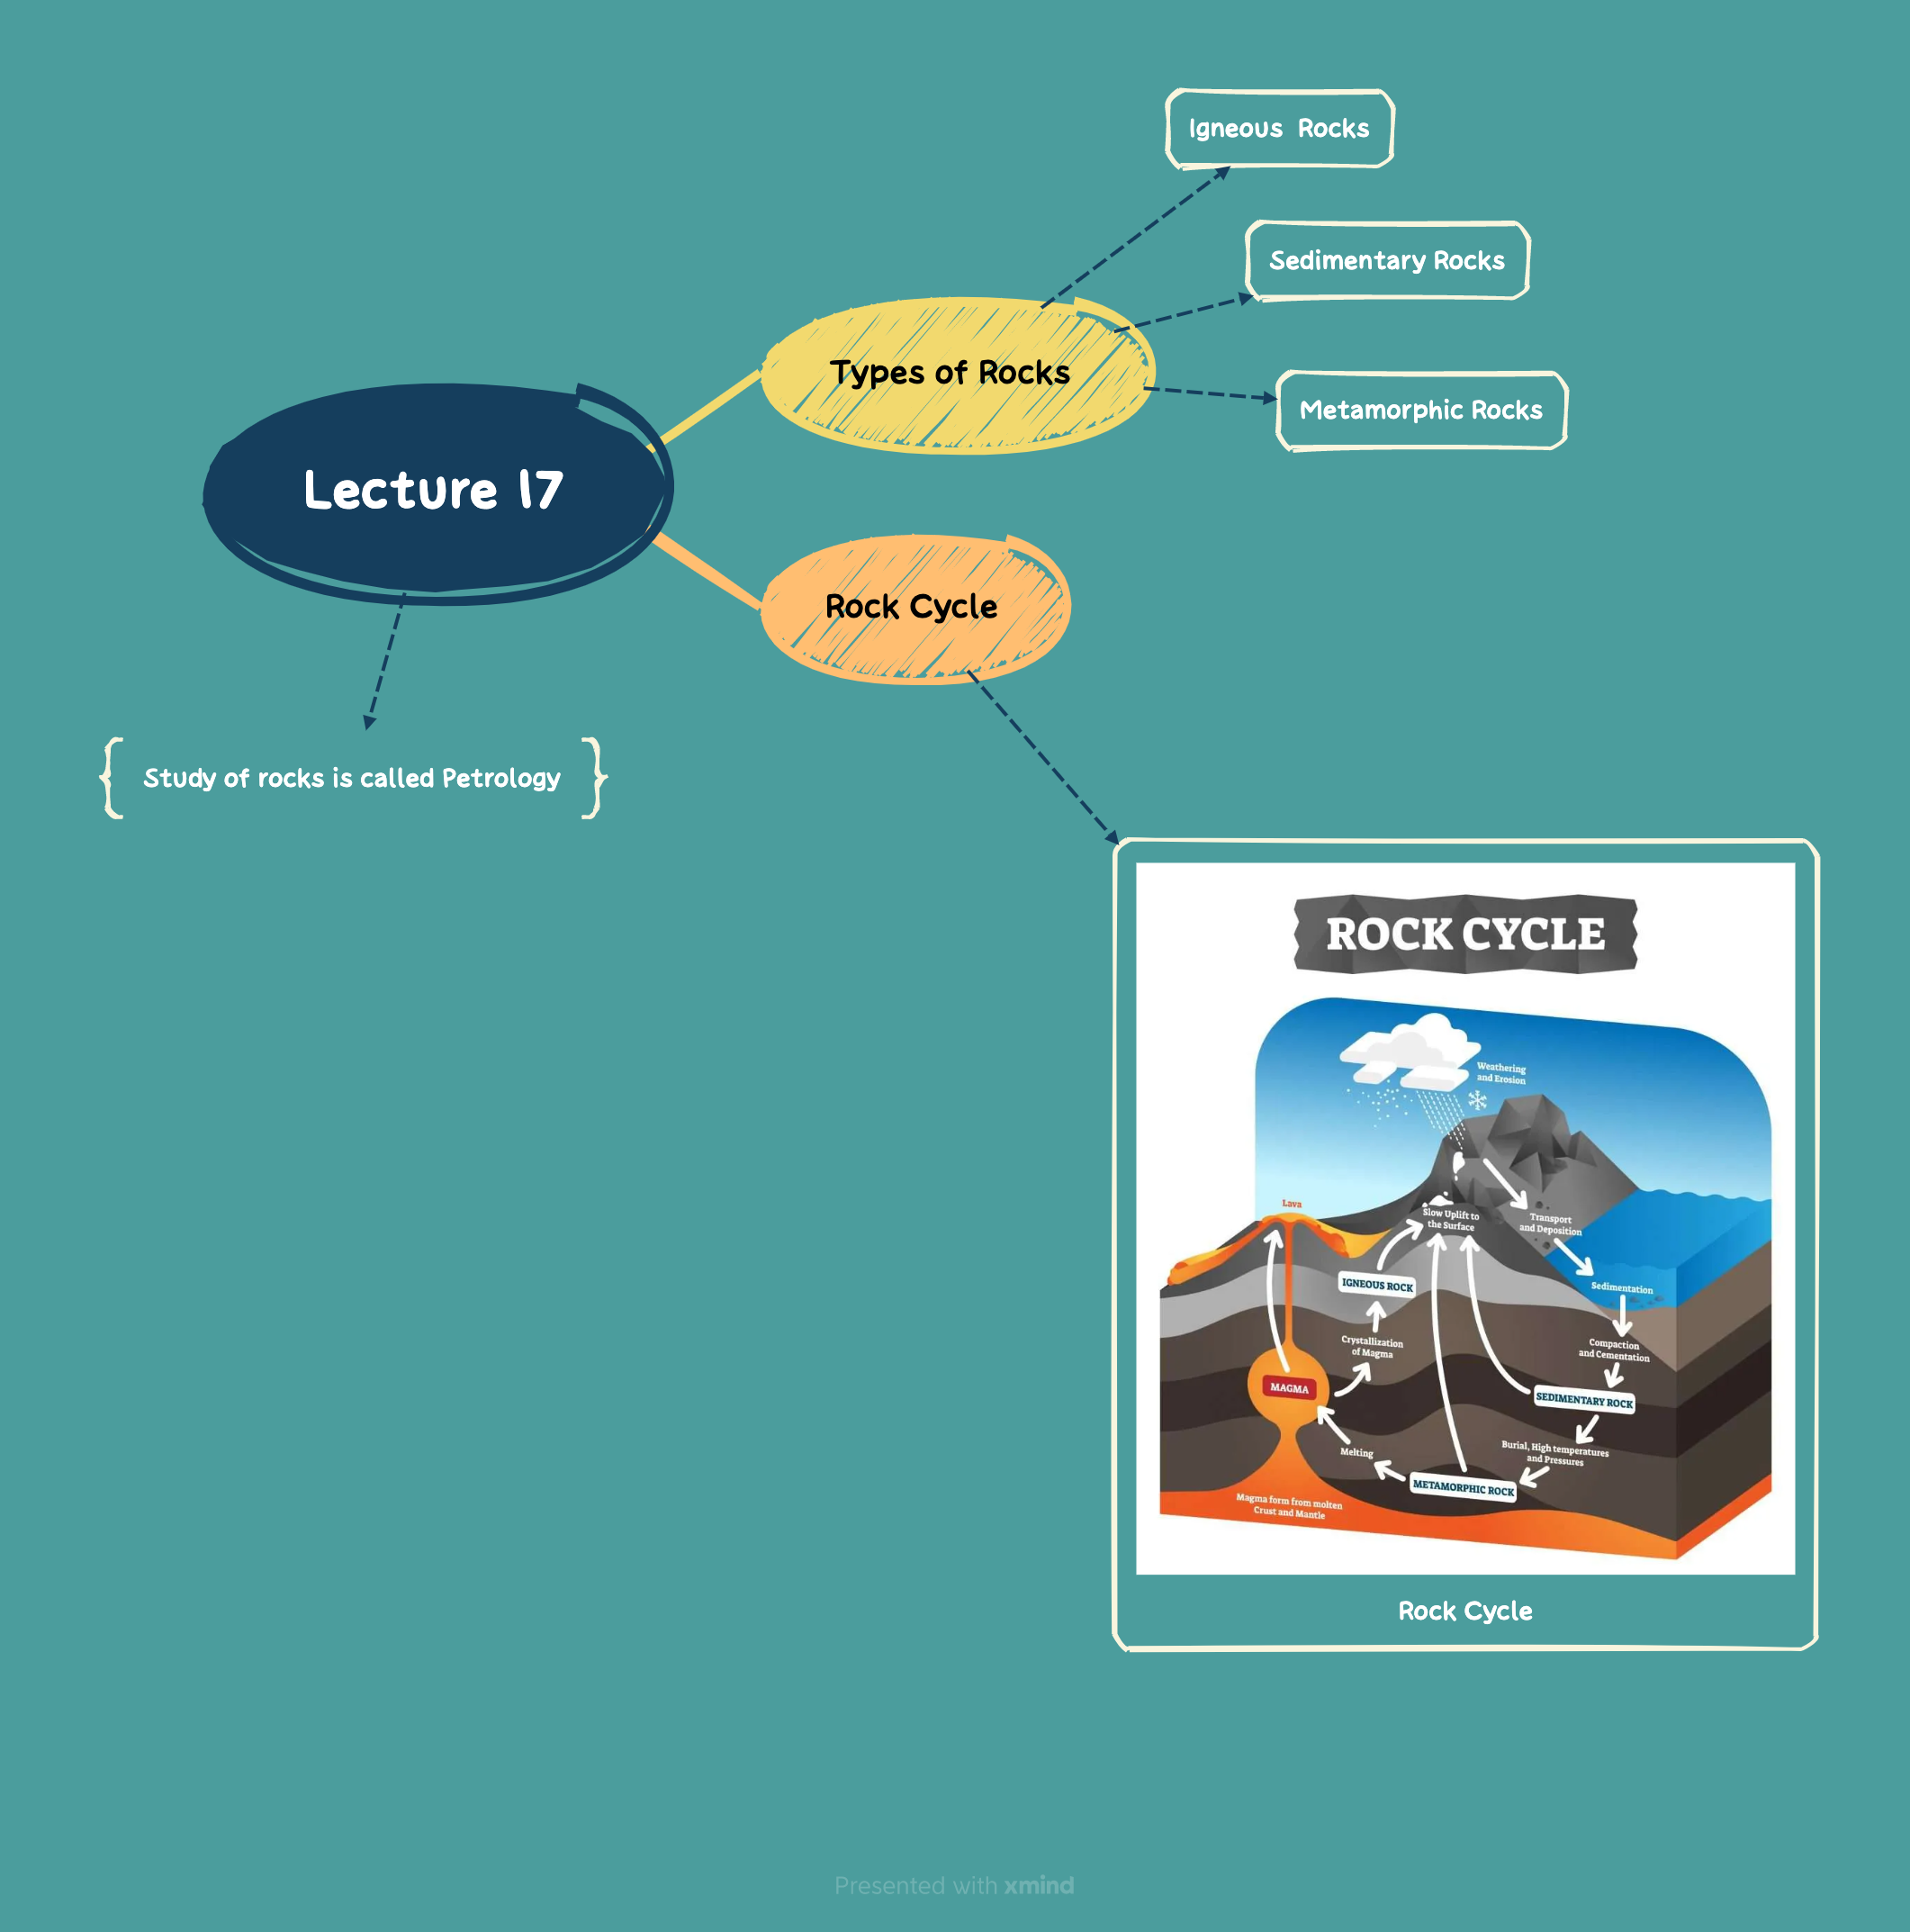 Igneous  Rocks
Sedimentary Rocks
Types of Rocks
Metamorphic Rocks
Lecture 17
Rock Cycle
Study of rocks is called Petrology
ROCK CYCLE
Weathering
and Erosion
Lava
Slow Uplift to
the Surface
Transport
and Deposition
IGNEOUS ROCK
Sedimentation
Crystallization
of Magma
Compaction
and Cementation
MAGMA
SEDIMENTARY ROCK
Melting
Burial, High temperatures
and Pressures
METAMORPHIC ROCK
Magma form from molten
Crust and Mantle
Rock Cycle
Presented with xmind